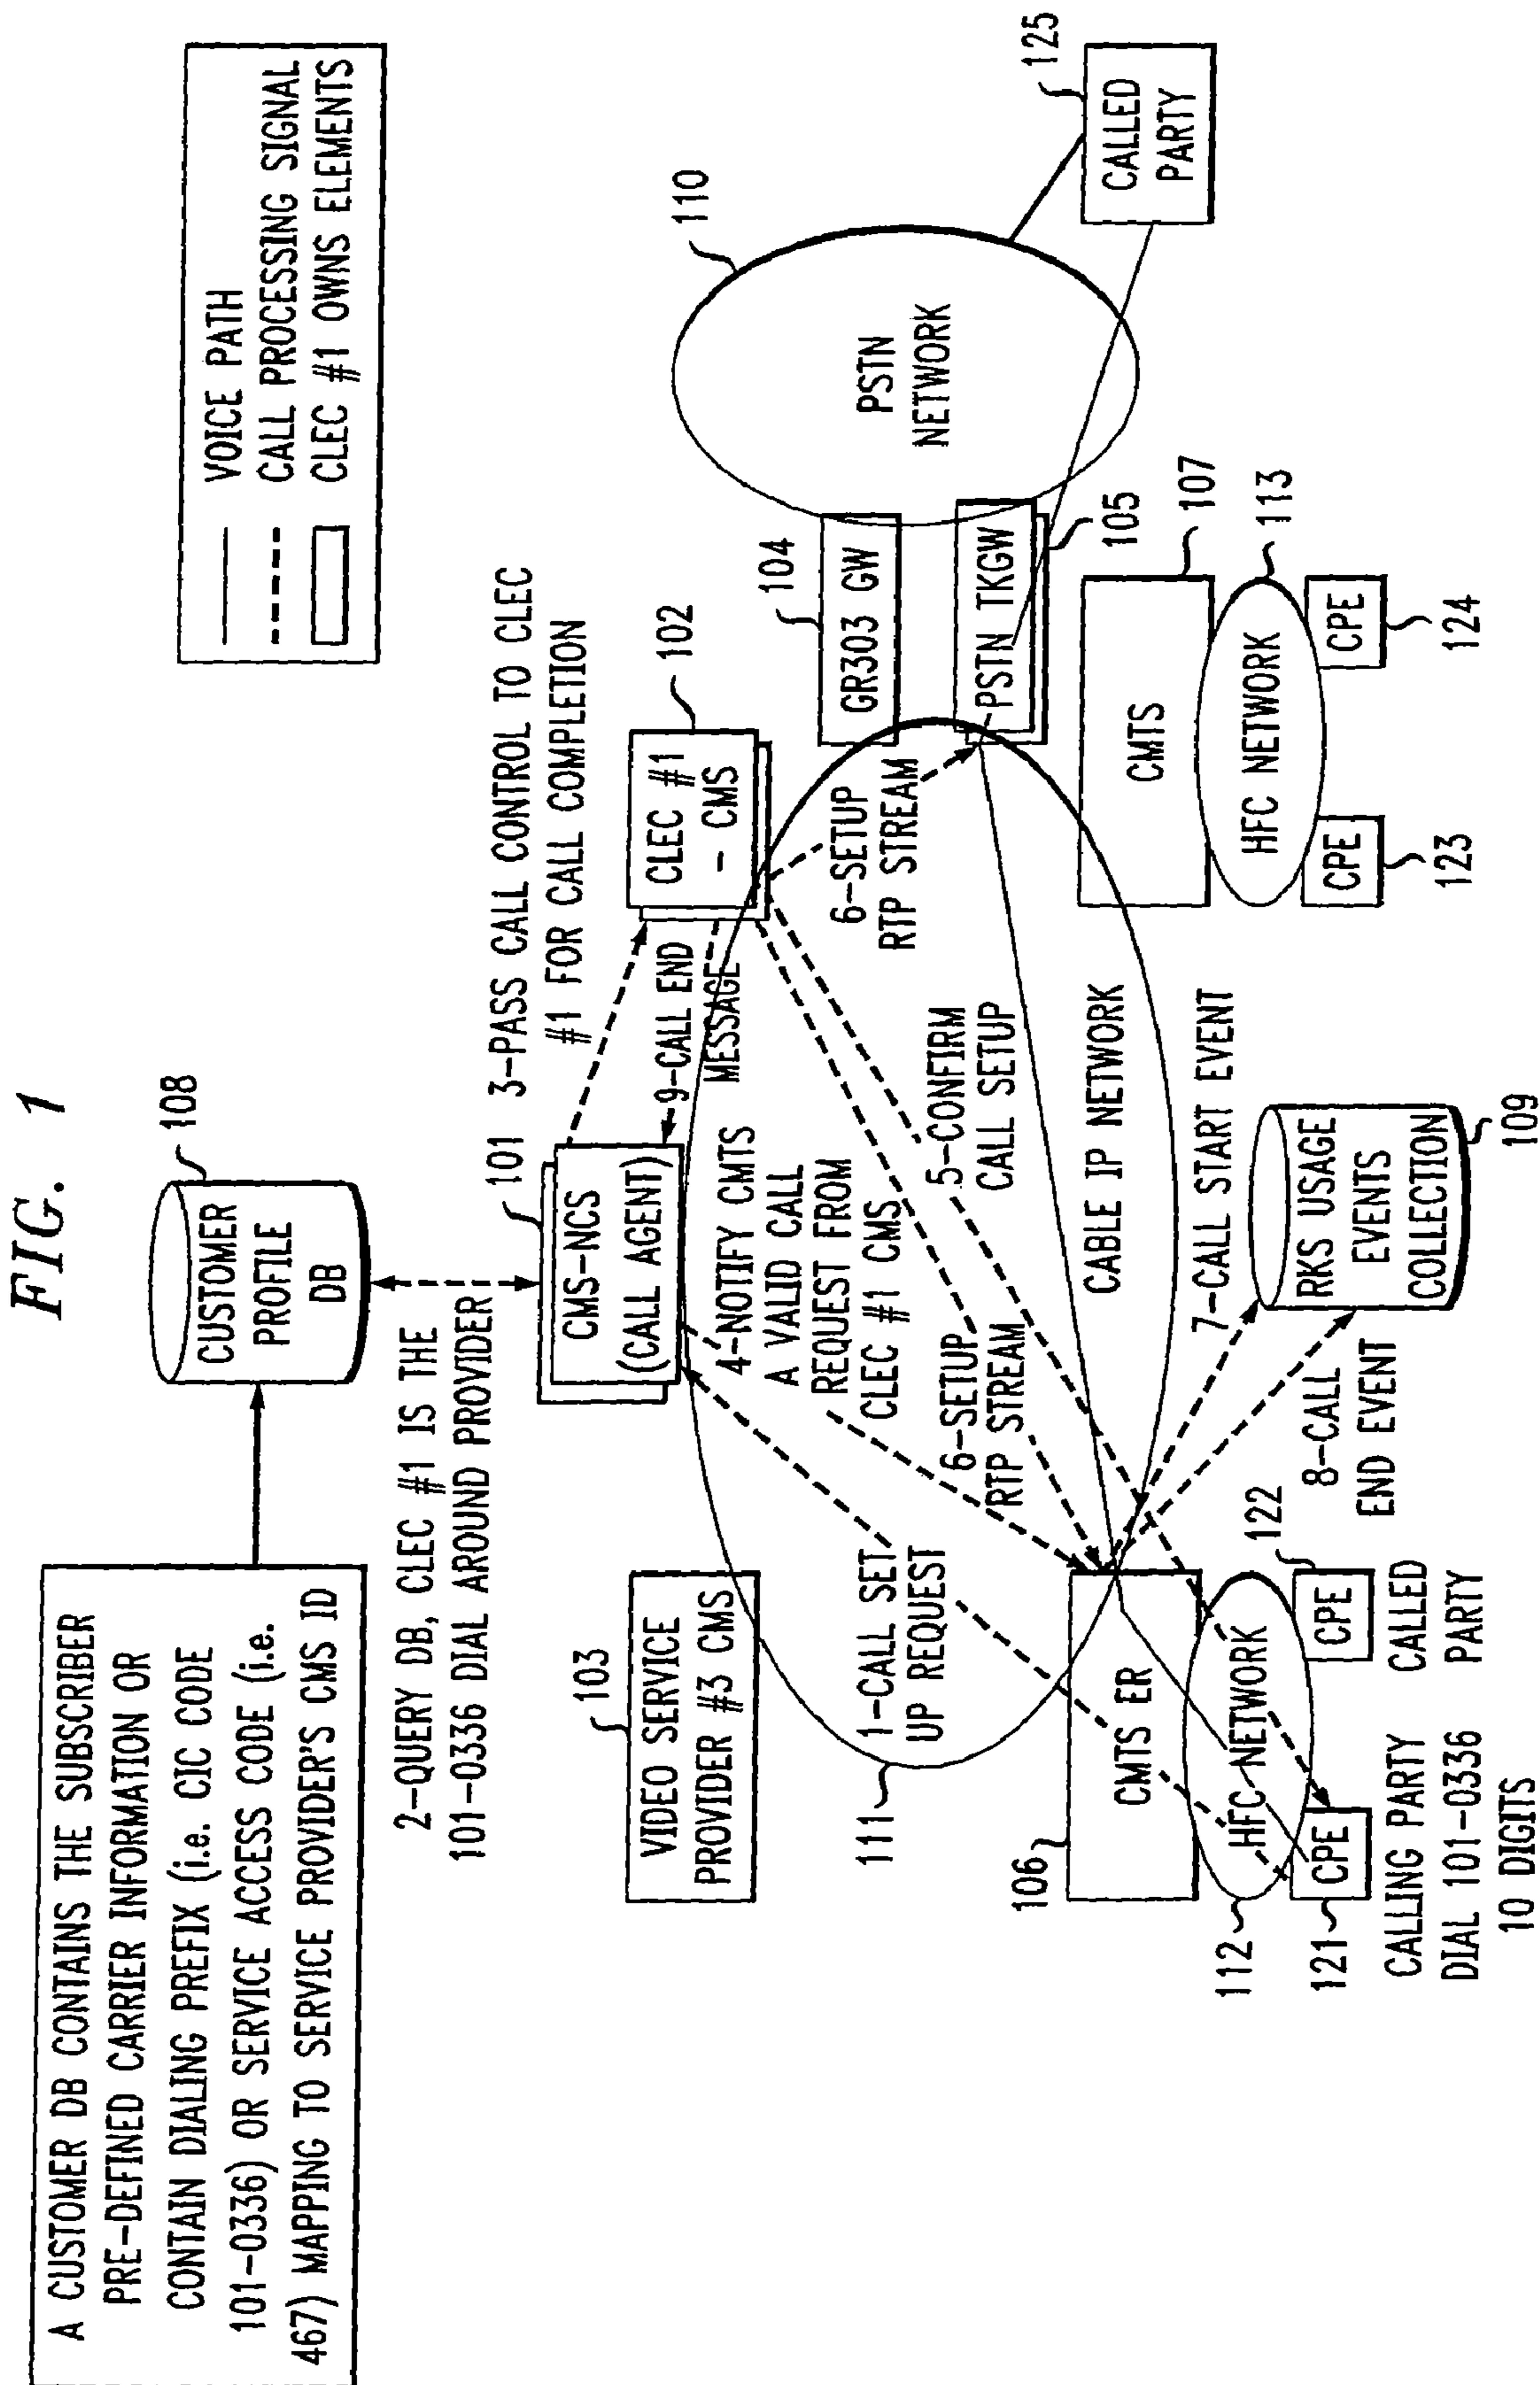 FIG. 1
A CUSTOMER DB CONTAINS THE SUBSCRIBER
PRE-DEFINED CARRIER INFORMATION OR
CONTAIN DIALING PREFIX (i.e. CIC CODE
101-0336) OR SERVICE ACCESS CODE (i.e.
467) MAPPING TO SERVICE PROVIDER'S CMS ID
CUSTOMER
PROFILE
DB
108
VOICE PATH
CALL PROCESSING SIGNAL
CLEC #1 OWNS ELEMENTS
2-QUERY DB, CLEC #1 IS THE
101-0336 DIAL AROUND PROVIDER
101
CMS-NCS
(CALL AGENT)
3-PASS CALL CONTROL TO CLEC
#1 FOR CALL COMPLETION
102
CLEC #1
- CMS
9-CALL END
MESSAGE
103
VIDEO SERVICE
PROVIDER #3 CMS
104
GR303 GW
PSTN TKGW
105
110
PSTN
NETWORK
125
CALLED
PARTY
111
1-CALL SET
UP REQUEST
4-NOTIFY CMTS
A VALID CALL
REQUEST FROM
CLEC #1 CMS
5-CONFIRM
CALL SETUP
6-SETUP
RTP STREAM
6-SETUP
RTP STREAM
CABLE IP NETWORK
7-CALL START EVENT
8-CALL
END EVENT
RKS USAGE
EVENTS
COLLECTION
109
106
CMTS ER
112
HFC NETWORK
121
CPE
122
CPE
CALLING PARTY
DIAL 101-0336
10 DIGITS
CALLED
PARTY
CMTS
107
HFC NETWORK
113
CPE
123
CPE
124